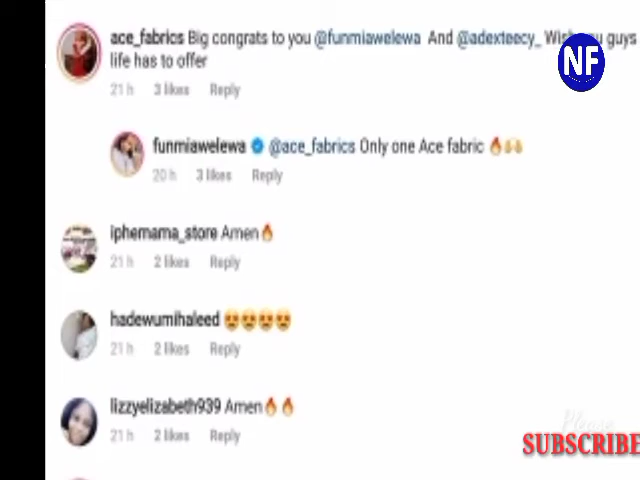 ace_fabrics Big congrats to you @funmiawelewa And @adexteecy_ guys
life has to offer
21 h 3 likes Reply
NF
funmiawelewa @ace_fabrics Only one Ace fabric 🔥🙌
20 h 3 likes Reply
iphemama_store Amen🔥
21 h 2 likes Reply
hadewumihaleed 😍😍😍😍
21 h 2 likes Reply
lizzyelizabeth939 Amen🔥🔥
21 h 2 likes Reply
Please
SUBSCRIBE